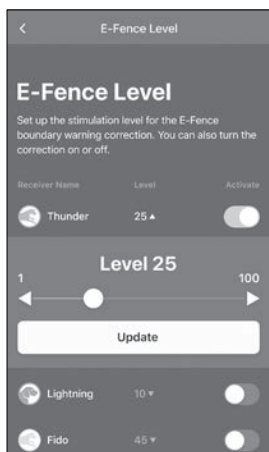 E-Fence Level
E-Fence Level
Set up the stimulation level for the E-Fence
boundary warning correction. You can also turn the
correction on or off.
Receiver Name Level Activate
Thunder 25 ▲
Level 25
1 100
Update
Lightning 10 ▼
Fido 45 ▼